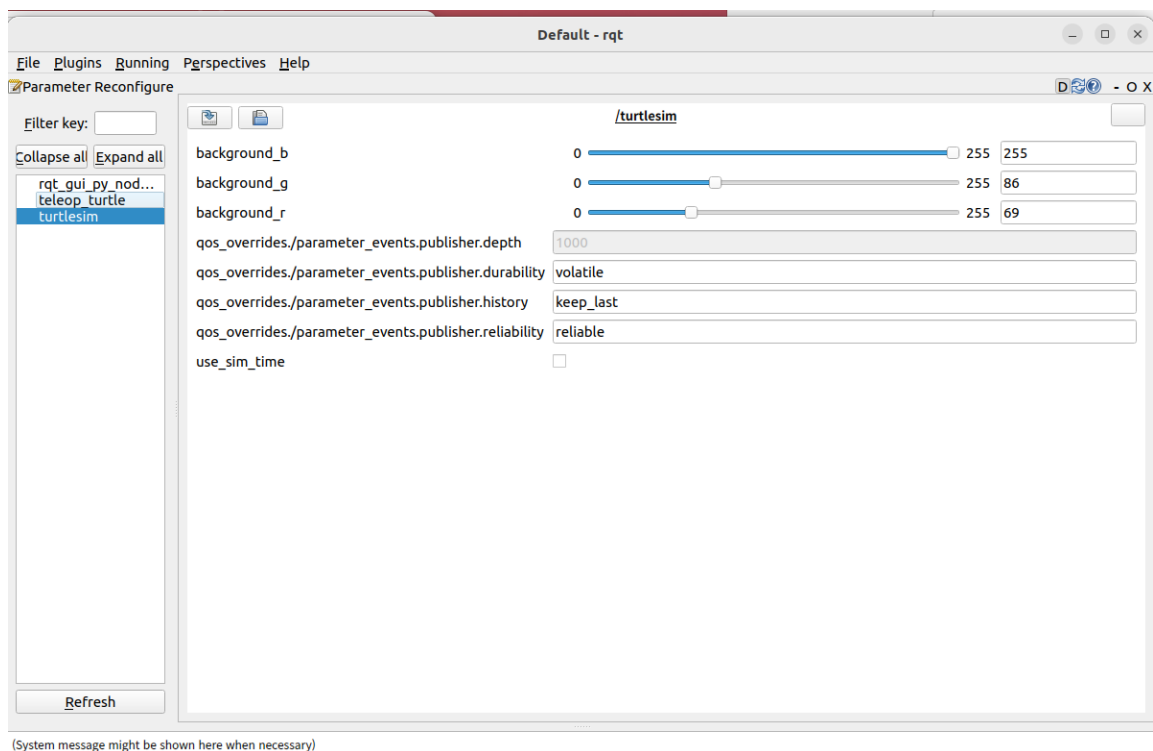 Default - rqt
File Plugins Running Perspectives Help
Parameter Reconfigure D - O X
Filter key:
Collapse all Expand all
rqt_gui_py_nod...
teleop_turtle
turtlesim
Refresh
/turtlesim
background_b 0 255 255
background_g 0 255 86
background_r 0 255 69
qos_overrides./parameter_events.publisher.depth 1000
qos_overrides./parameter_events.publisher.durability volatile
qos_overrides./parameter_events.publisher.history keep_last
qos_overrides./parameter_events.publisher.reliability reliable
use_sim_time
(System message might be shown here when necessary)